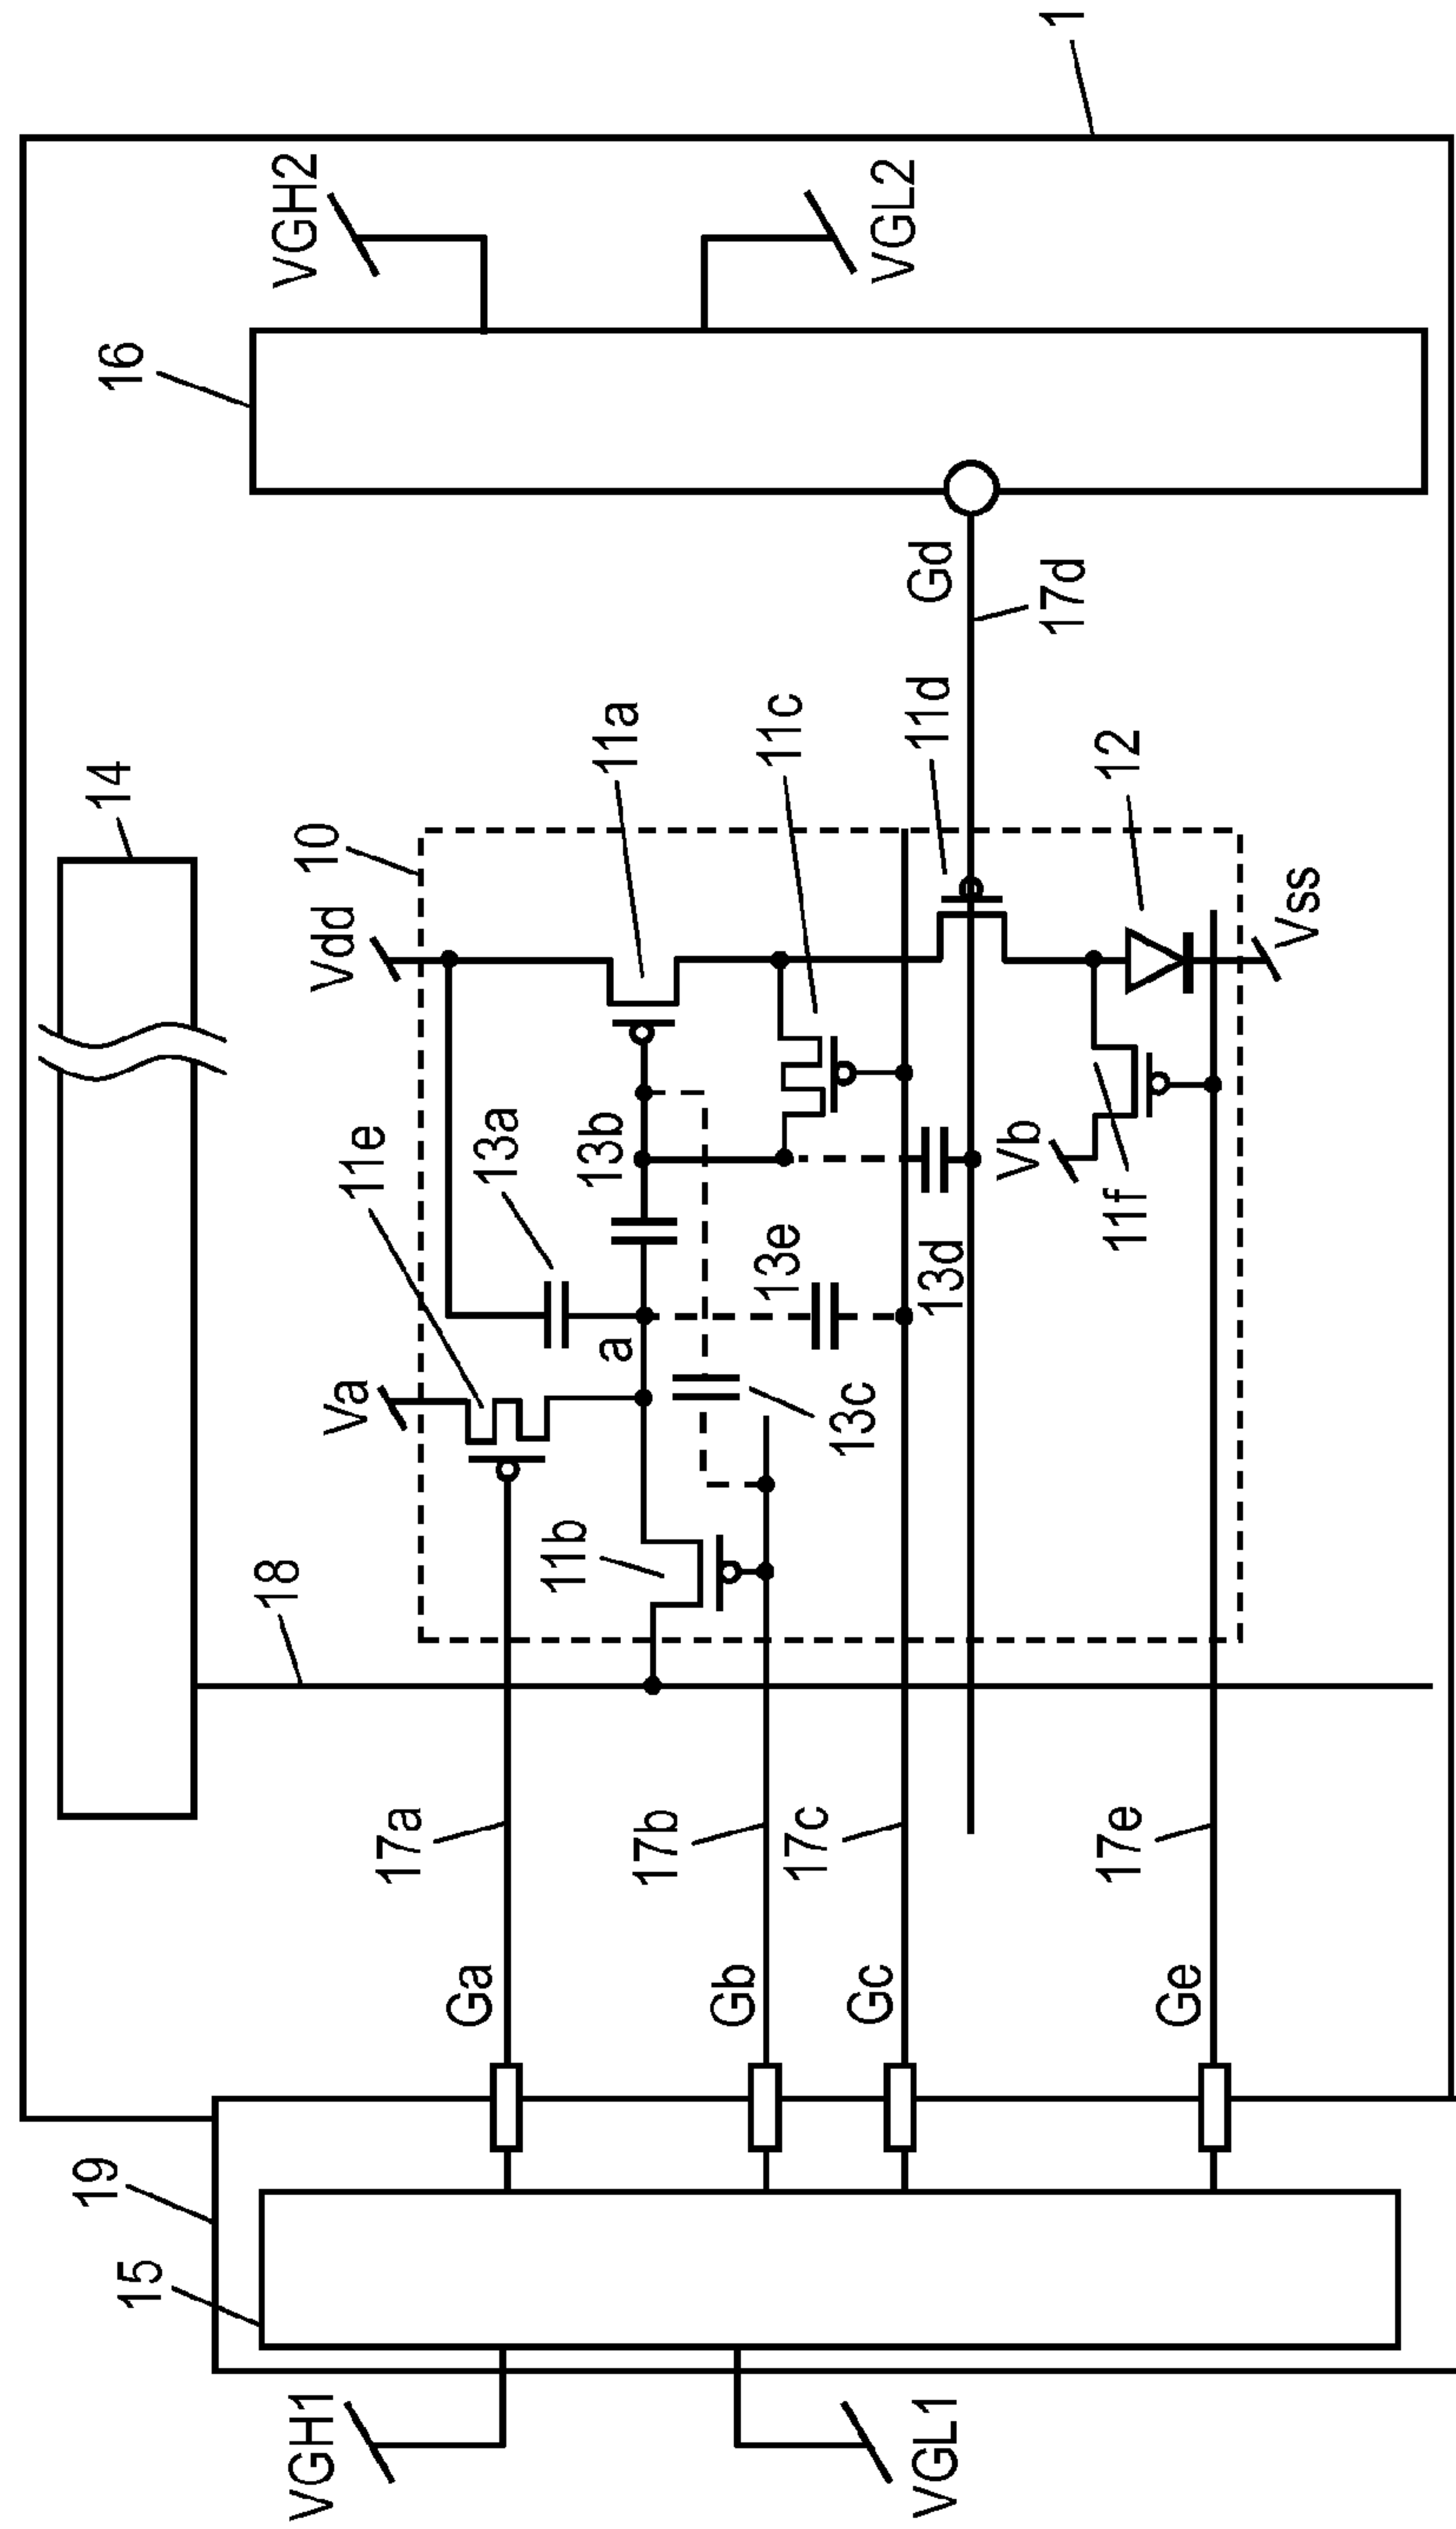 1
VGH2
VGL2
16
Gd
17d
14
10
Vdd
11a
11c
11d
12
Vss
11e
13a
13b
Vb
11f
13e
13d
a
Va
13c
11b
18
17a
17b
17c
17e
Ga
Gb
Gc
Ge
19
15
VGH1
VGL1